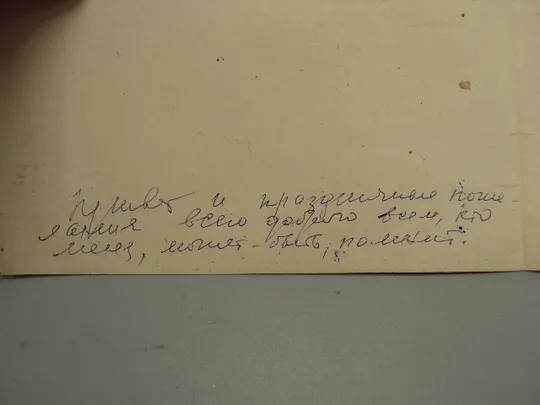 Привет и праздничные поже-
лания всего доброго всем, кто
меня, может-быть, помнит.